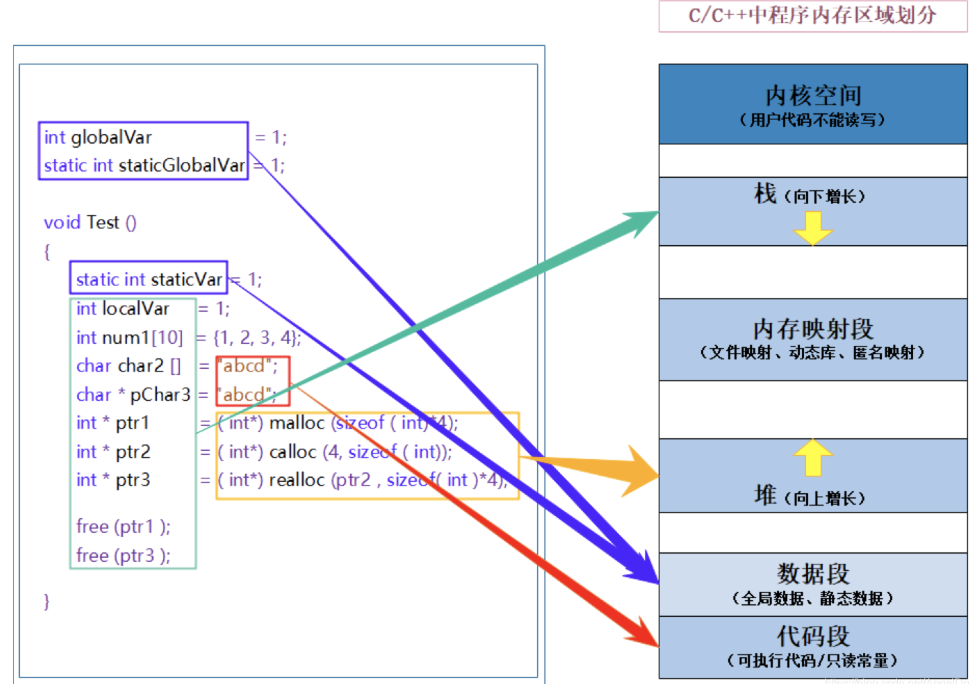 C/C++中程序内存区域划分
int globalVar = 1;
static int staticGlobalVar = 1;
void Test ()
{
static int staticVar = 1;
int localVar = 1;
int num1[10] = {1, 2, 3, 4};
char char2 [] = "abcd";
char * pChar3 = "abcd";
int * ptr1 = ( int*) malloc (sizeof ( int)*4);
int * ptr2 = ( int*) calloc (4, sizeof ( int));
int * ptr3 = ( int*) realloc (ptr2 , sizeof( int )*4);
free (ptr1 );
free (ptr3 );
}
内核空间
(用户代码不能读写)
栈 (向下增长)
内存映射段
(文件映射、动态库、匿名映射)
堆 (向上增长)
数据段
(全局数据、静态数据)
代码段
(可执行代码/只读常量)